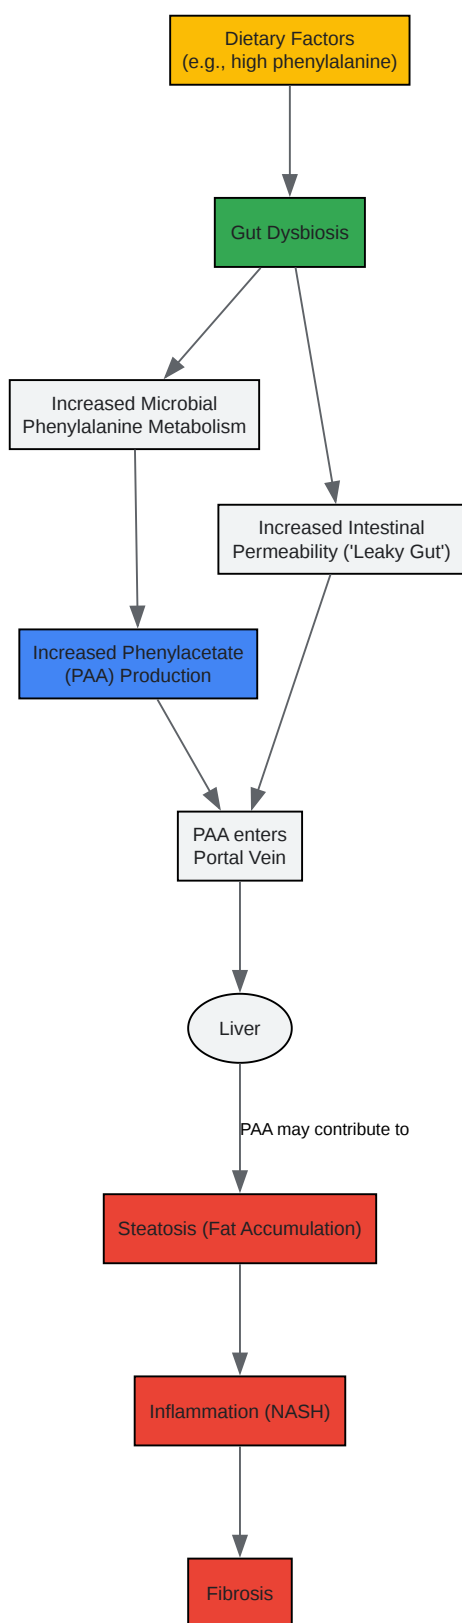 Dietary Factors
(e.g., high phenylalanine)
Gut Dysbiosis
Increased Microbial
Phenylalanine Metabolism
Increased Intestinal
Permeability ('Leaky Gut')
Increased Phenylacetate
(PAA) Production
PAA enters
Portal Vein
Liver
PAA may contribute to
Steatosis (Fat Accumulation)
Inflammation (NASH)
Fibrosis